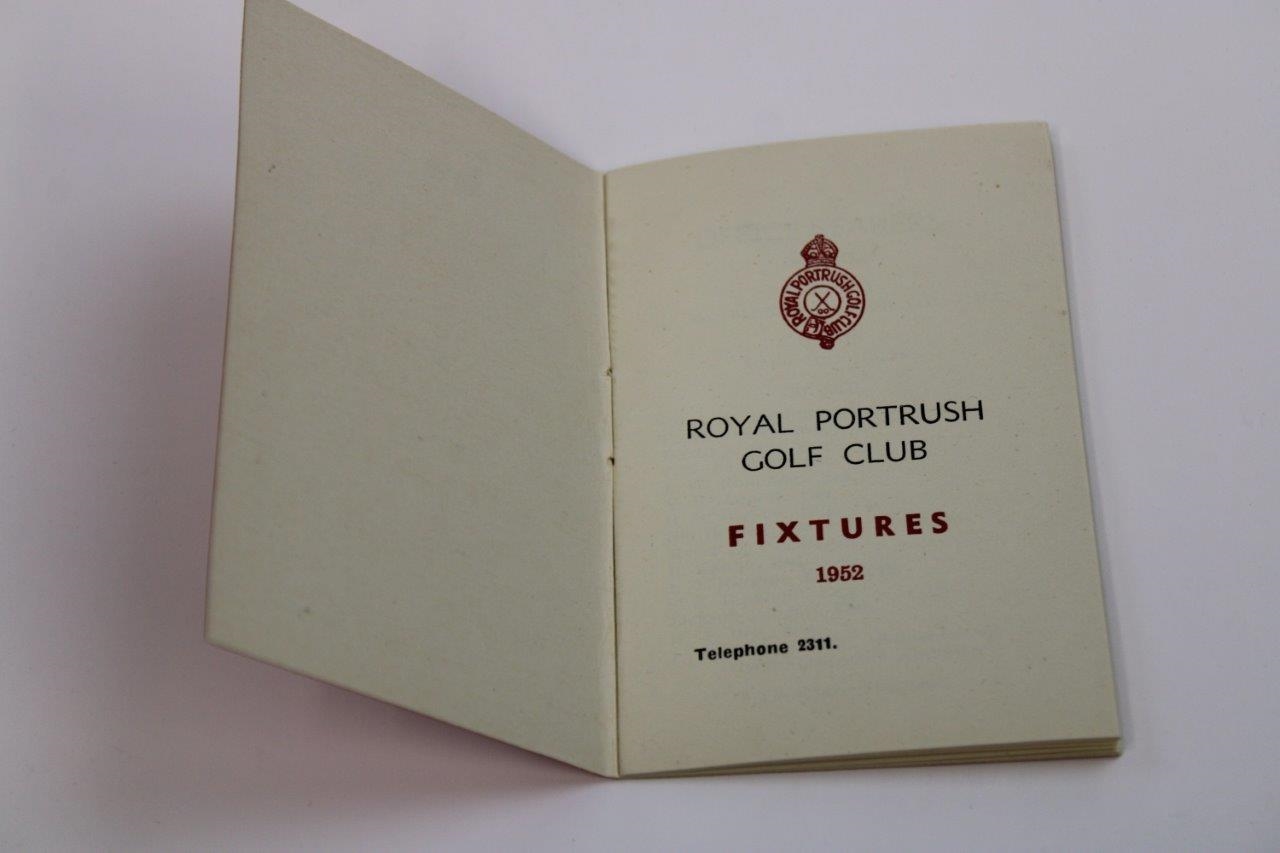 ROYAL PORTRUSH GOLF CLUB
ROYAL PORTRUSH
GOLF CLUB
FIXTURES
1952
Telephone 2311.